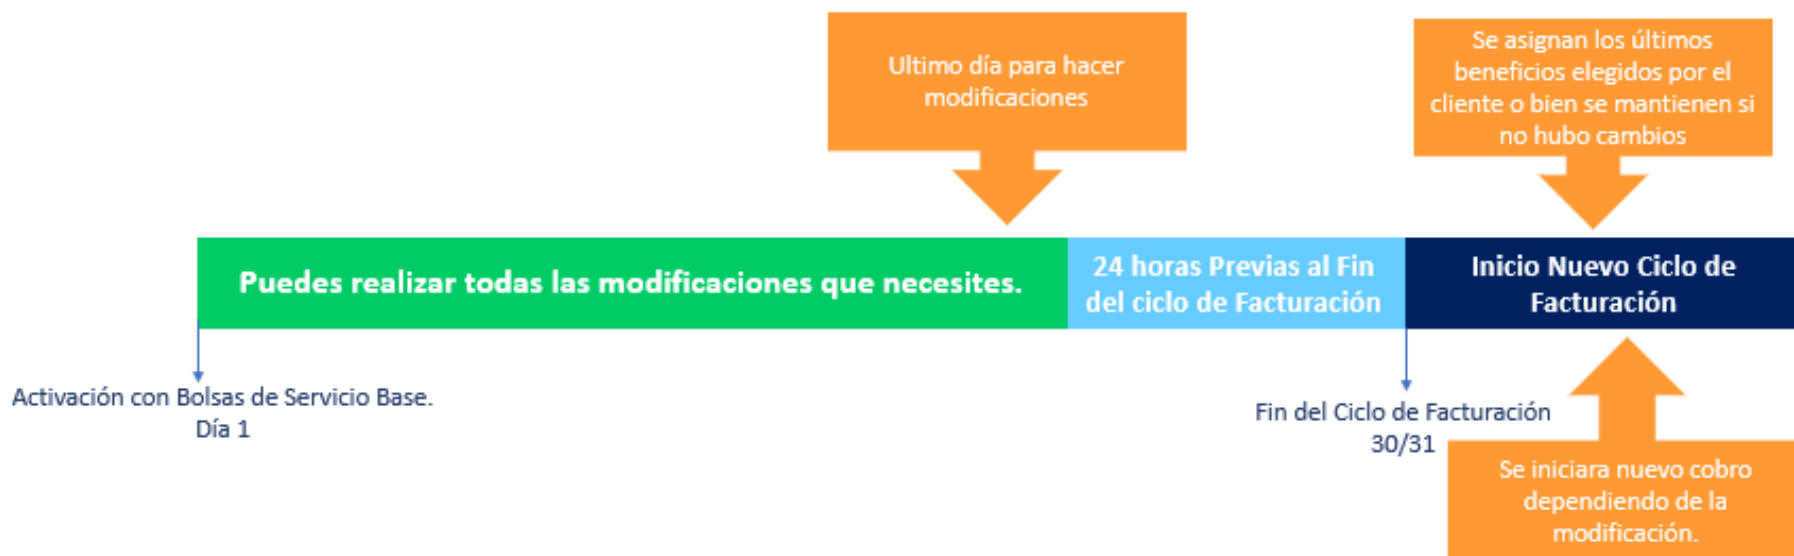 Ultimo día para hacer
modificaciones
Se asignan los últimos
beneficios elegidos por el
cliente o bien se mantienen si
no hubo cambios
Puedes realizar todas las modificaciones que necesites.
24 horas Previas al Fin
del ciclo de Facturación
Inicio Nuevo Ciclo de
Facturación
Activación con Bolsas de Servicio Base.
Día 1
Fin del Ciclo de Facturación
30/31
Se iniciara nuevo cobro
dependiendo de la
modificación.